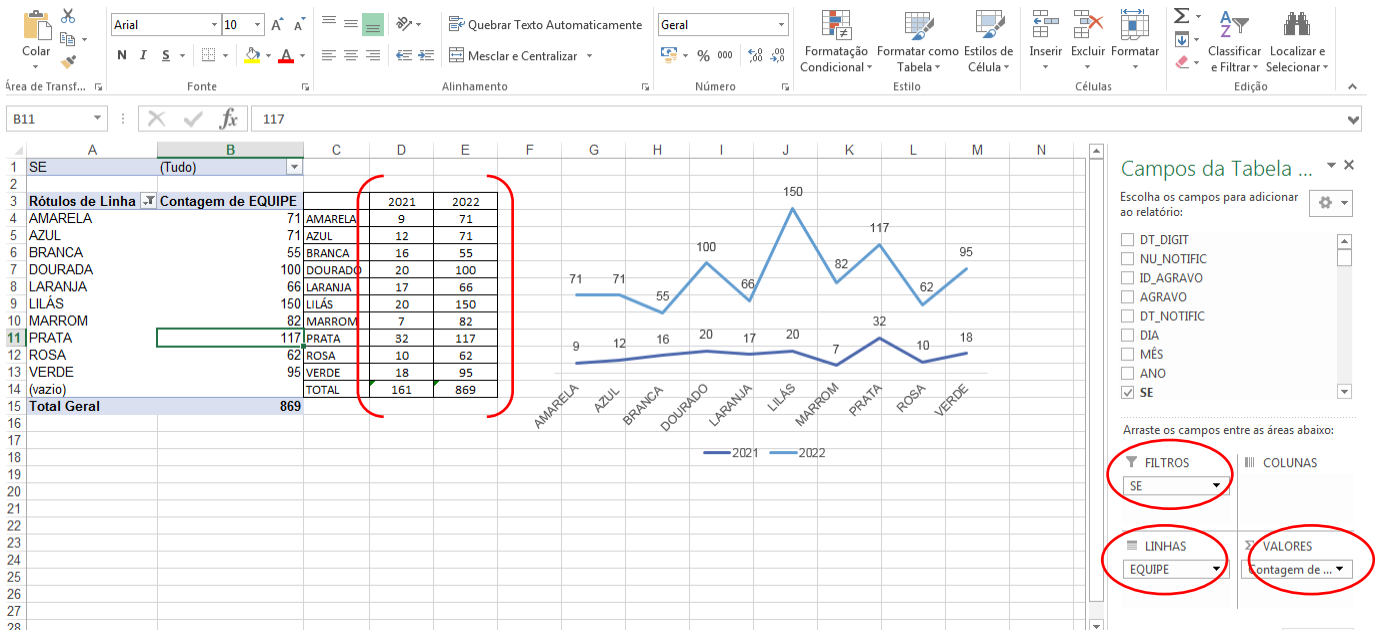 Colar
Área de Transf...
Arial 10 A A
N I S A
Fonte
Quebrar Texto Automaticamente
Mesclar e Centralizar
Alinhamento
Geral
% 000 ,00
Número
Formatação Condicional
Formatar como Tabela
Estilos de Célula
Estilo
Inserir Excluir Formatar
Células
Classificar e Filtrar
Localizar e Selecionar
Edição
B11 fx 117
A B C D E F G H I J K L M N
1 SE (Tudo)
2
3 Rótulos de Linha Contagem de EQUIPE 2021 2022
4 AMARELA 71 AMARELA 9 71
5 AZUL 71 AZUL 12 71
6 BRANCA 55 BRANCA 16 55
7 DOURADA 100 DOURADO 20 100
8 LARANJA 66 LARANJA 17 66
9 LILÁS 150 LILÁS 20 150
10 MARROM 82 MARROM 7 82
11 PRATA 117 PRATA 32 117
12 ROSA 62 ROSA 10 62
13 VERDE 95 VERDE 18 95
14 (vazio) TOTAL 161 869
15 Total Geral 869
16
17
18
19
20
21
22
23
24
25
26
27
28
71 71 55 100 66 150 82 117 62 95
9 12 16 20 17 20 7 32 10 18
AMARELA AZUL BRANCA DOURADO LARANJA LILÁS MARROM PRATA ROSA VERDE
2021 2022
Campos da Tabela ...
Escolha os campos para adicionar
ao relatório:
DT_DIGIT
NU_NOTIFIC
ID_AGRAVO
AGRAVO
DT_NOTIFIC
DIA
MÊS
ANO
SE
Arraste os campos entre as áreas abaixo:
FILTROS COLUNAS
SE
LINHAS Σ VALORES
EQUIPE Contagem de ...